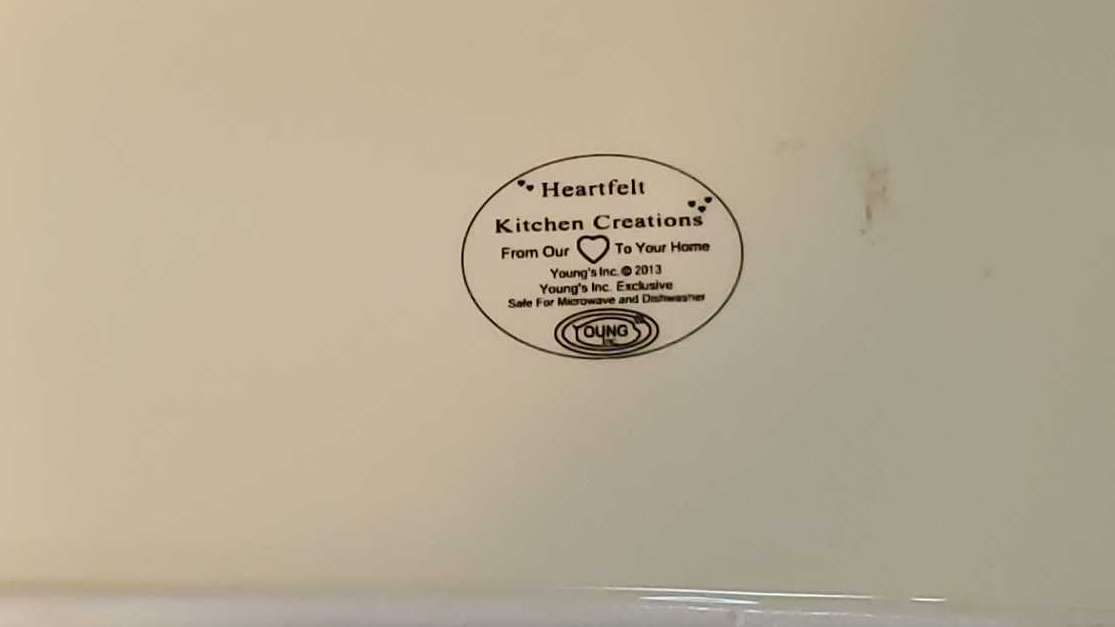 Heartfelt
Kitchen Creations
From Our To Your Home
Young's Inc. © 2013
Young's Inc. Exclusive
Safe For Microwave and Dishwasher
YOUNG'S